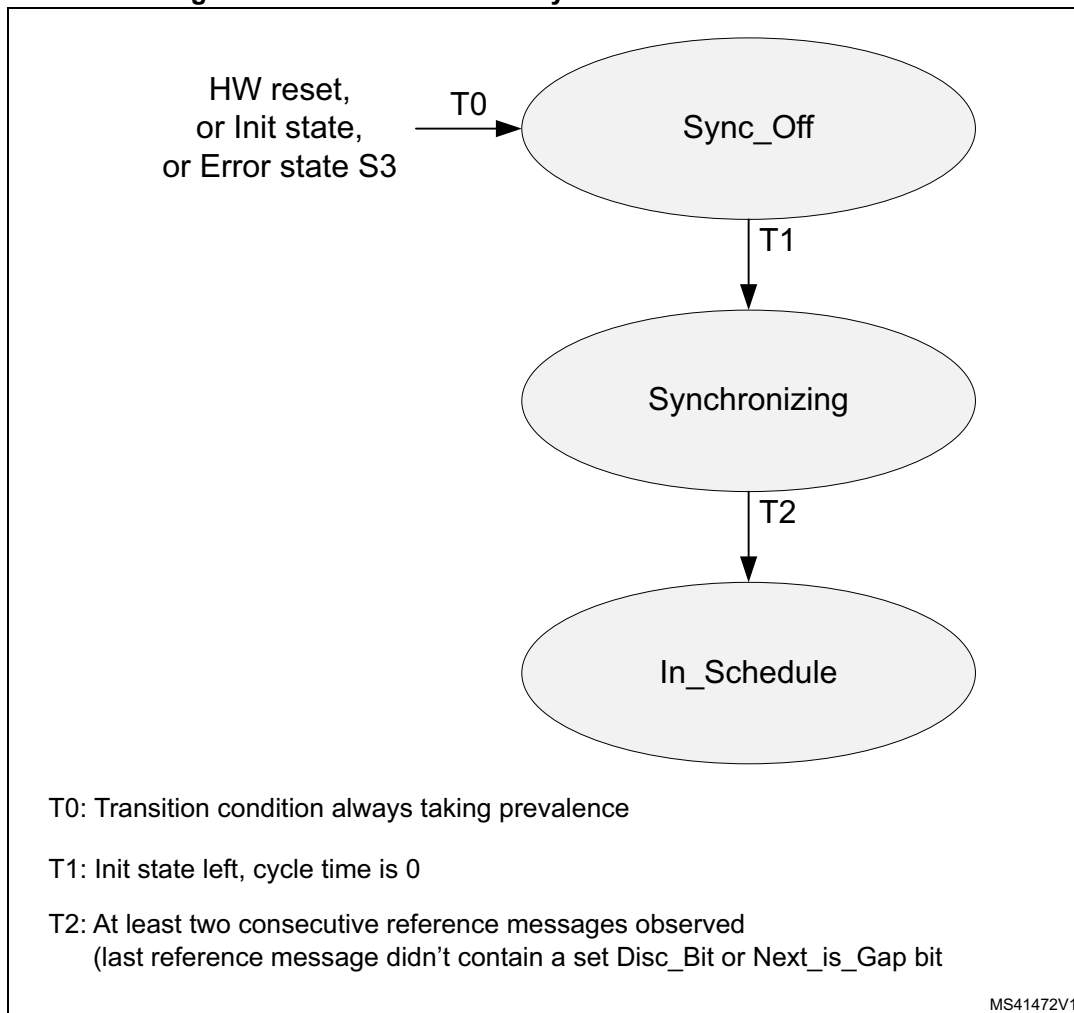 HW reset,
or Init state,
or Error state S3
T0
Sync_Off
T1
Synchronizing
T2
In_Schedule
T0: Transition condition always taking prevalence
T1: Init state left, cycle time is 0
T2: At least two consecutive reference messages observed
(last reference message didn’t contain a set Disc_Bit or Next_is_Gap bit
MS41472V1